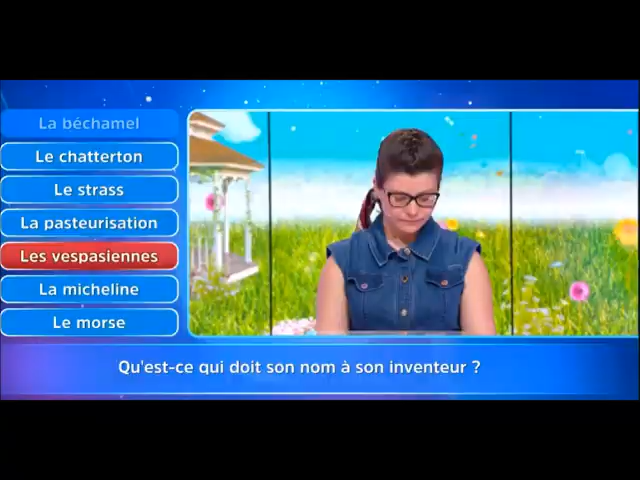 La béchamel
Le chatterton
Le strass
La pasteurisation
Les vespasiennes
La micheline
Le morse
Qu'est-ce qui doit son nom à son inventeur ?